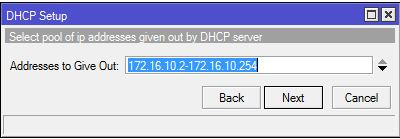 DHCP Setup
Select pool of ip addresses given out by DHCP server
Addresses to Give Out: 172.16.10.2-172.16.10.254
Back Next Cancel